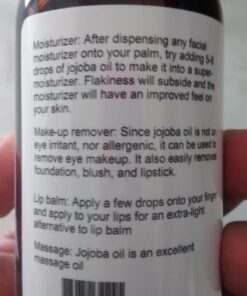 Moisturizer: After dispensing any facial
moisturizer onto your palm, try adding 5-6
drops of jojoba oil to make it into a super-
moisturizer. Flakiness will subside and the
moisturizer will have an improved feel on
your skin.
Make-up remover: Since jojoba oil is not an
eye irritant, nor allergenic, it can be used to
remove eye makeup. It also easily removes
foundation, blush, and lipstick.
Lip balm: Apply a few drops onto your finger
and apply to your lips for an extra-light
alternative to lip balm
Massage: Jojoba oil is an excellent
massage oil